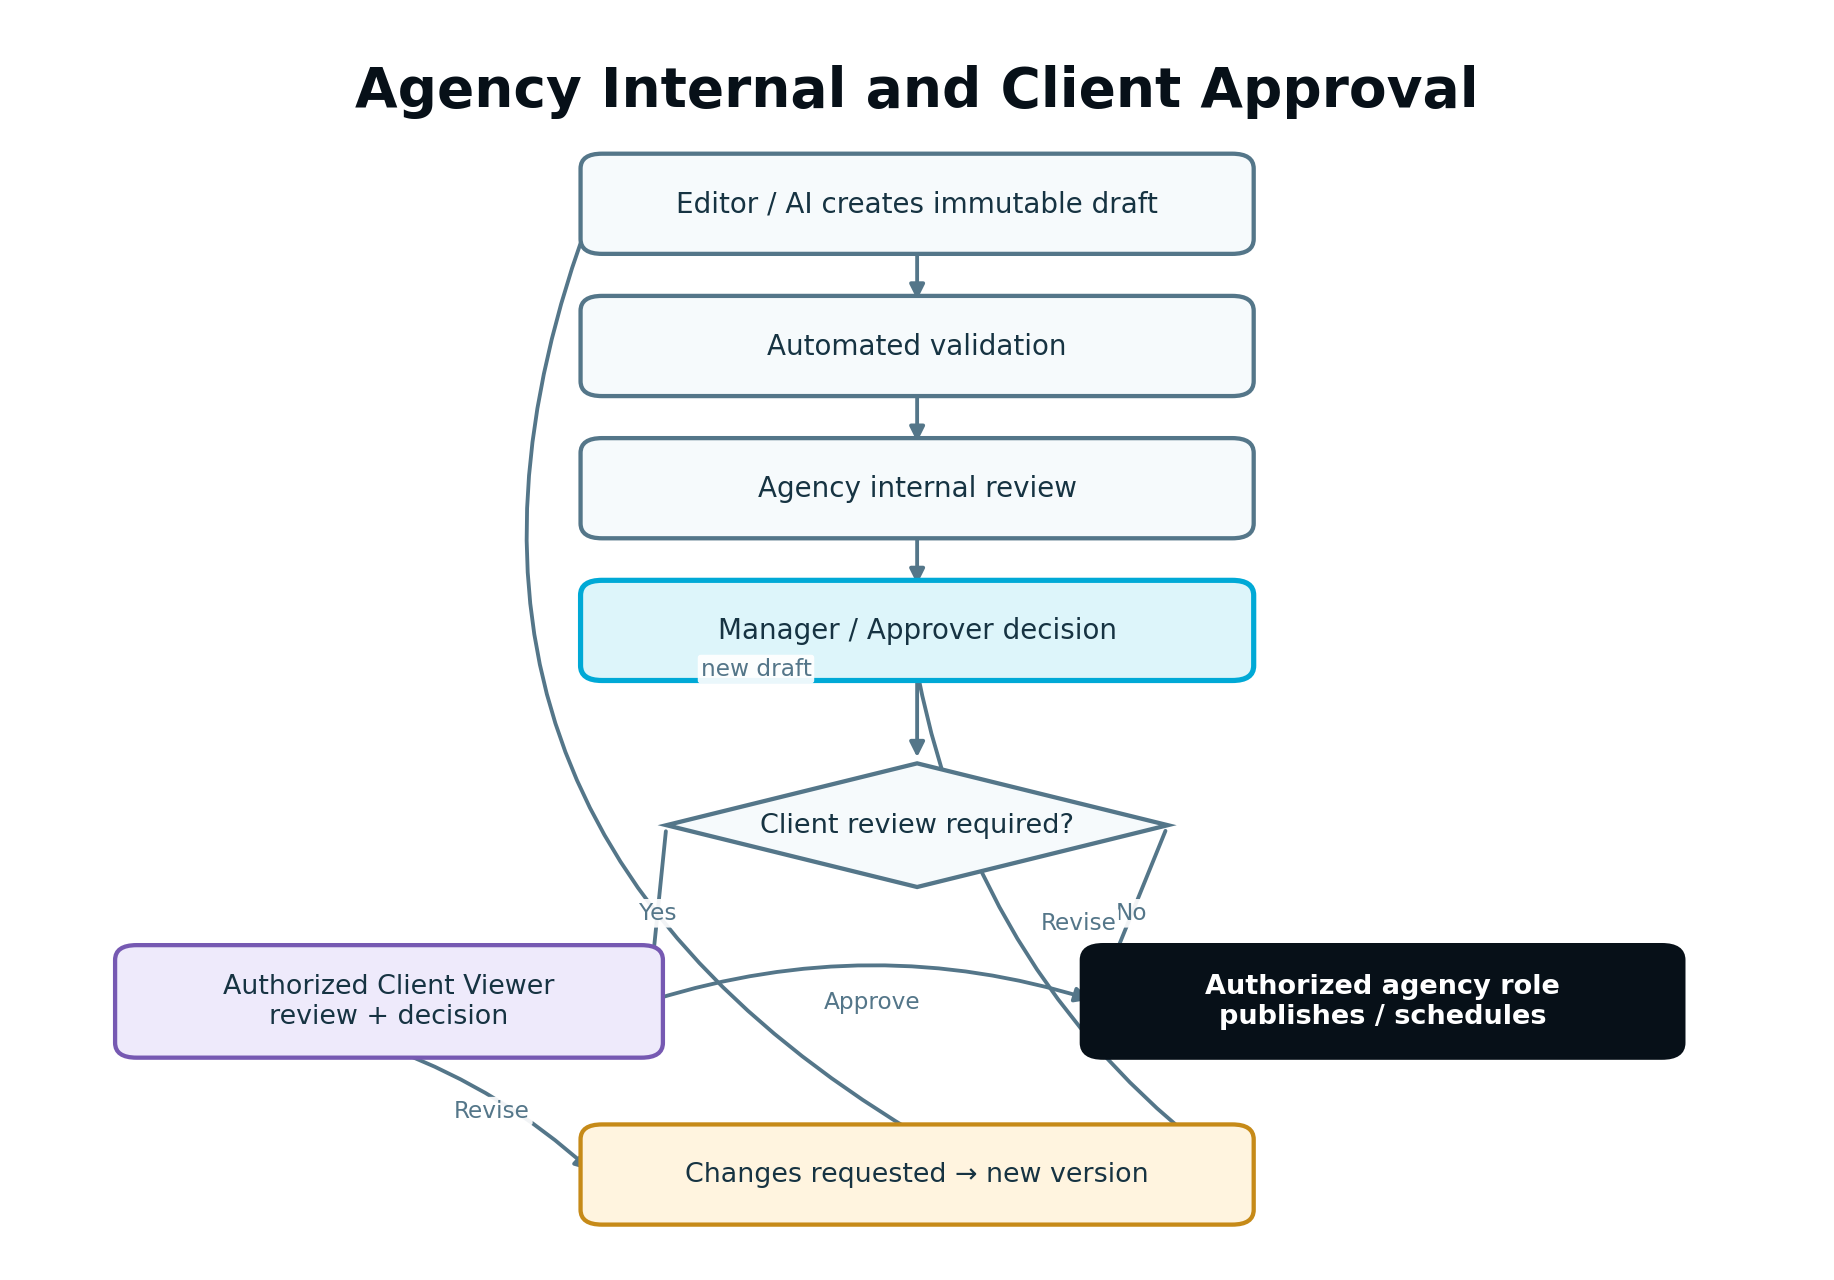 Agency Internal and Client Approval
Editor / AI creates immutable draft
Automated validation
Agency internal review
Manager / Approver decision
new draft
Client review required?
Yes
No
Revise
Authorized Client Viewer
review + decision
Approve
Authorized agency role
publishes / schedules
Revise
Changes requested → new version